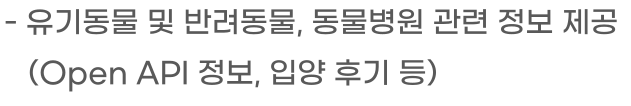 - 유기동물 및 반려동물, 동물병원 관련 정보 제공
(Open API 정보, 입양 후기 등)